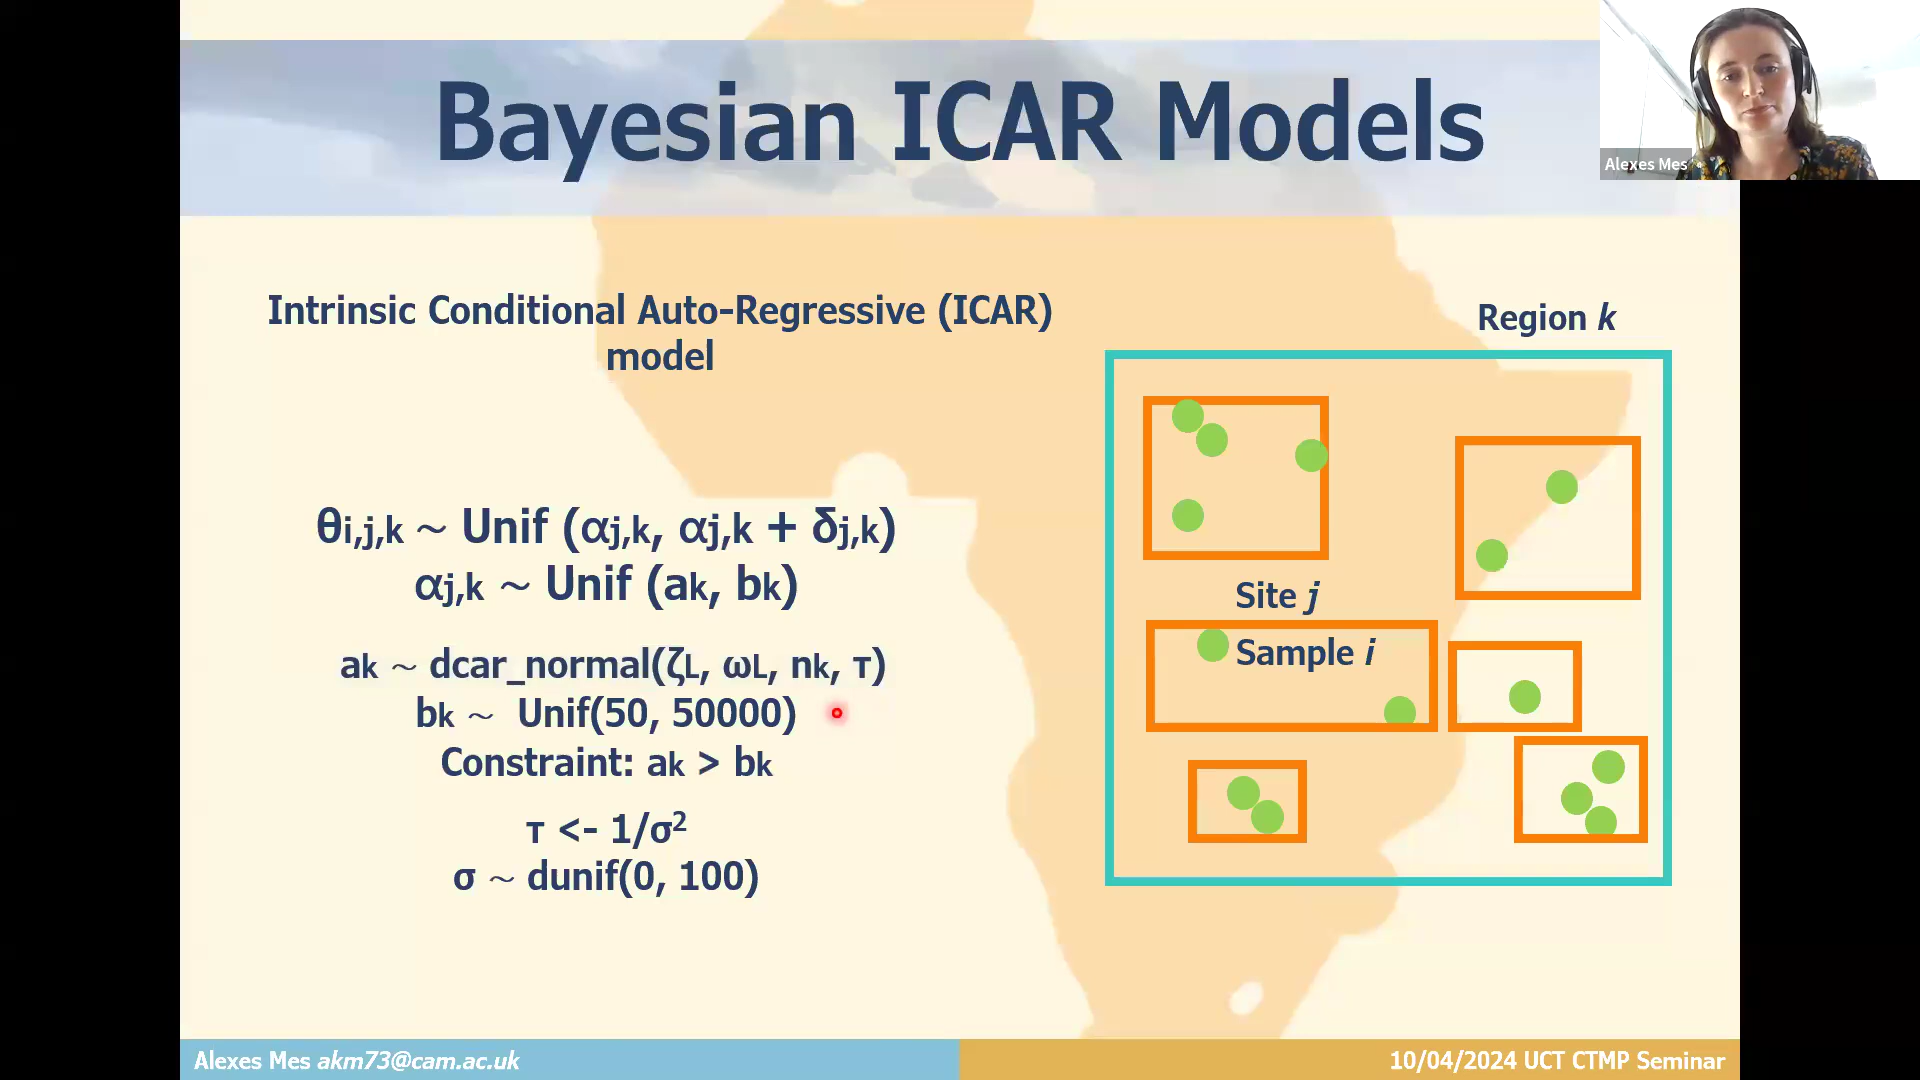 Bayesian ICAR Models
Alexes Mes
Intrinsic Conditional Auto-Regressive (ICAR)
model
Region k
θi,j,k ~ Unif (αj,k, αj,k + δj,k)
αj,k ~ Unif (ak, bk)
ak ~ dcar_normal(ζL, ωL, nk, τ)
bk ~ Unif(50, 50000)
Constraint: ak > bk
τ <- 1/σ²
σ ~ dunif(0, 100)
Site j
Sample i
Alexes Mes akm73@cam.ac.uk
10/04/2024 UCT CTMP Seminar